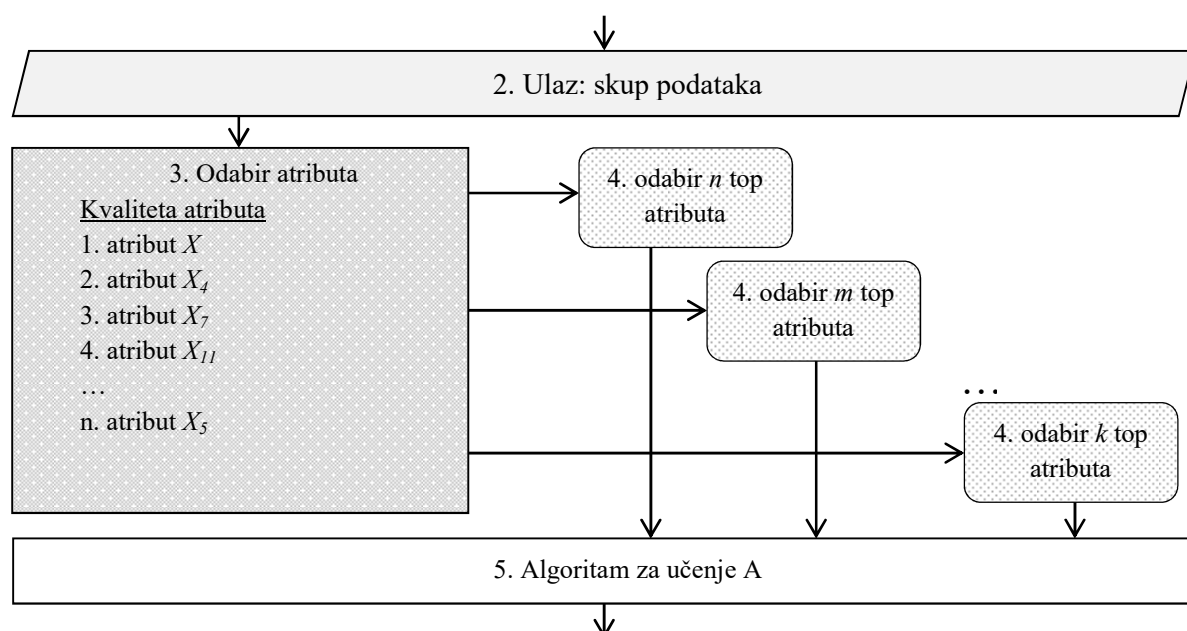 2. Ulaz: skup podataka
3. Odabir atributa
Kvaliteta atributa
1. atribut X
2. atribut X4
3. atribut X7
4. atribut X11
…
n. atribut X5
4. odabir n top
atributa
4. odabir m top
atributa
…
4. odabir k top
atributa
5. Algoritam za učenje A